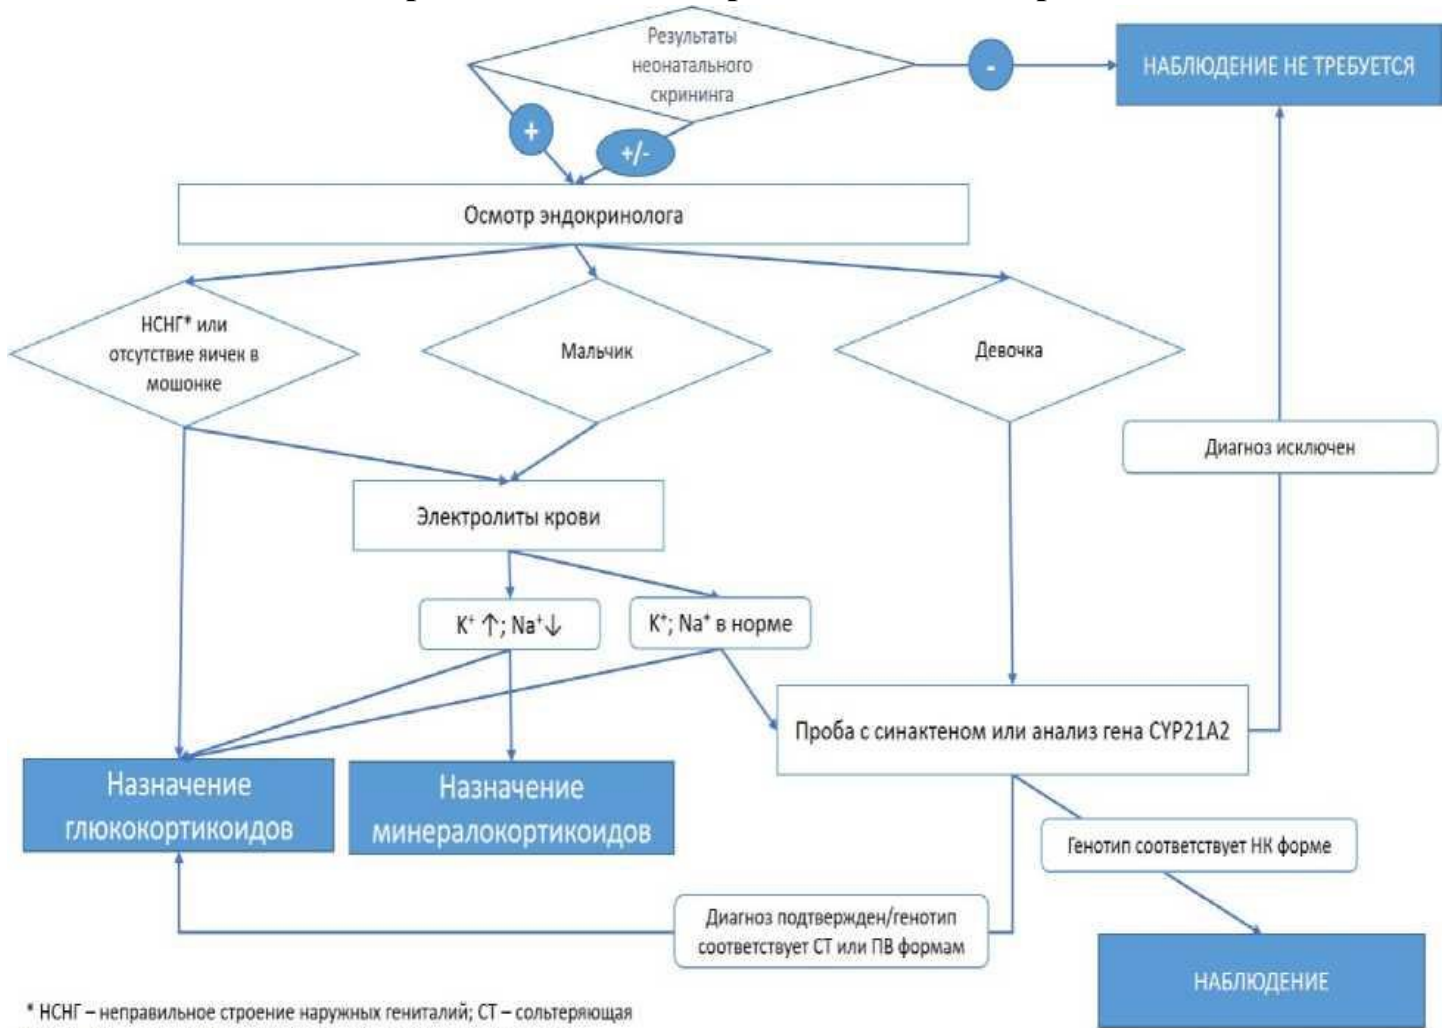 Результаты
неонатального
скрининга
-
НАБЛЮДЕНИЕ НЕ ТРЕБУЕТСЯ
+
+/-
Осмотр эндокринолога
НСНГ* или
отсутствие яичек в
мошонке
Мальчик
Девочка
Диагноз исключен
Электролиты крови
K⁺ ↑; Na⁺↓
K⁺; Na⁺ в норме
Проба с синактеном или анализ гена CYP21A2
Назначение
глюкокортикоидов
Назначение
минералокортикоидов
Генотип соответствует НК форме
Диагноз подтвержден/генотип
соответствует СТ или ПВ формам
НАБЛЮДЕНИЕ
* НСНГ – неправильное строение наружных гениталий; СТ – сольтеряющая